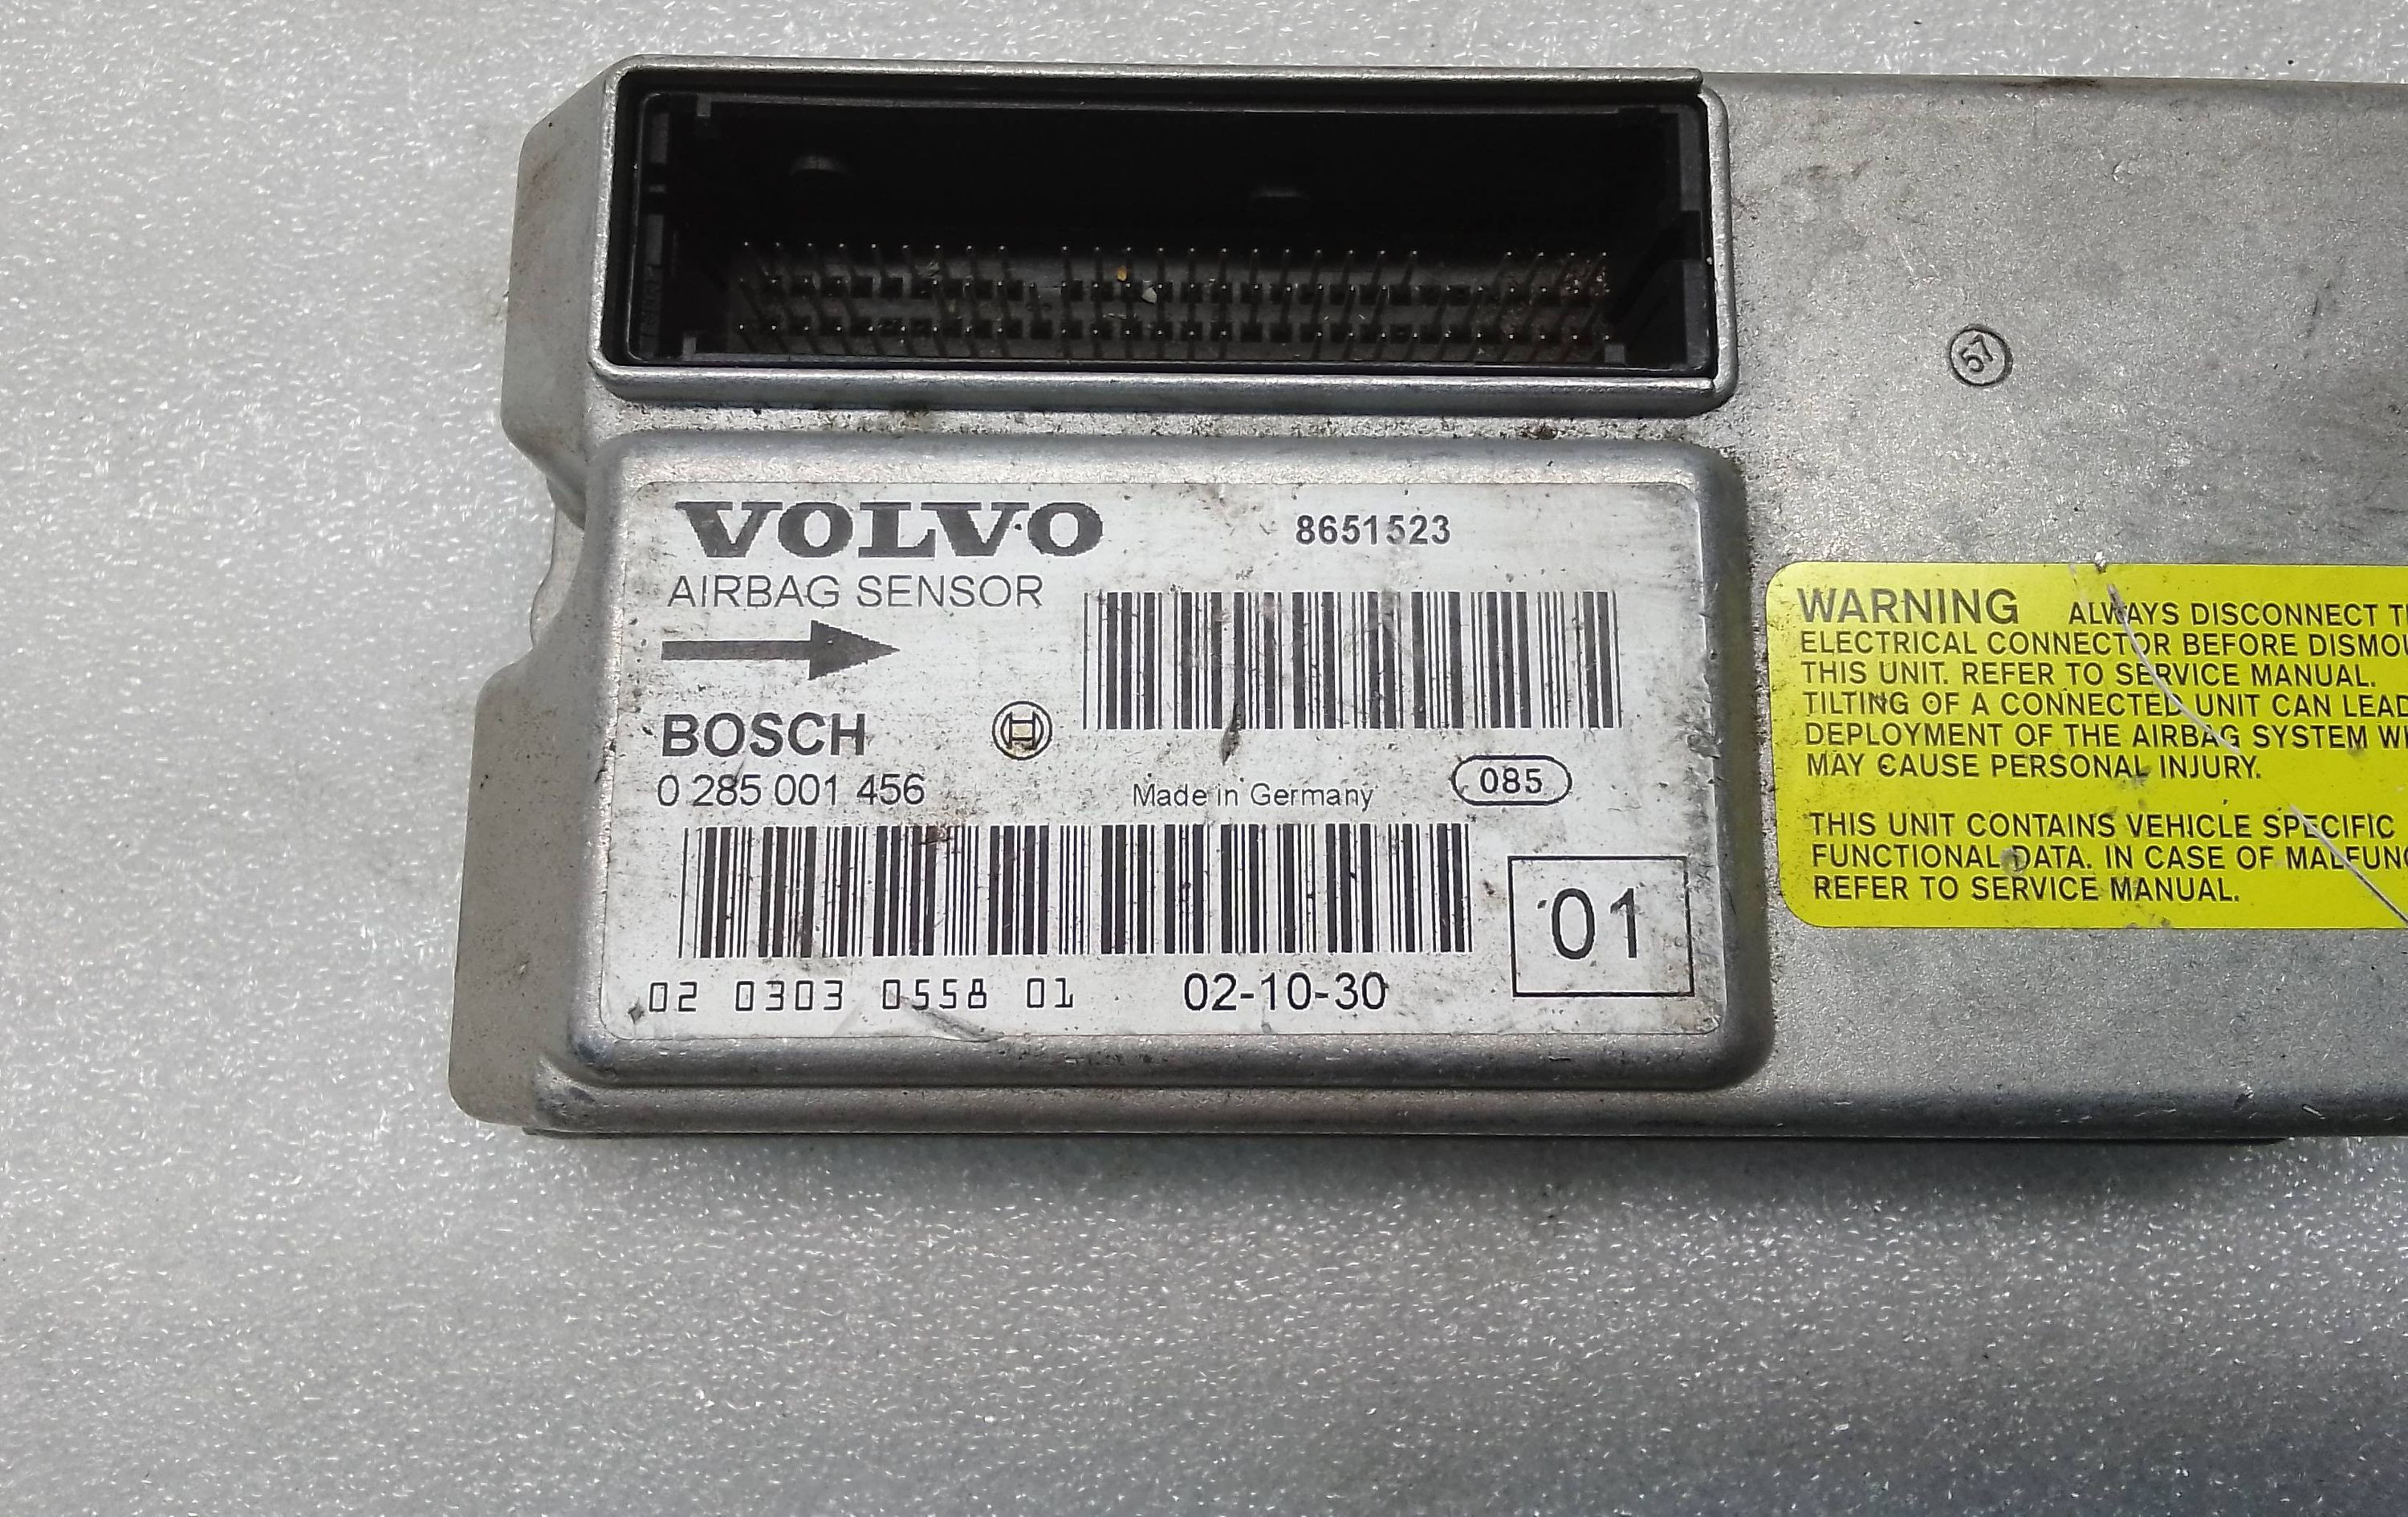 57
VOLVO
8651523
AIRBAG SENSOR
BOSCH
0 285 001 456
Made in Germany
085
01
02 0303 0558 01
02-10-30
WARNING ALWAYS DISCONNECT
ELECTRICAL CONNECTOR BEFORE
THIS UNIT. REFER TO SERVICE MANUAL.
TILTING OF A CONNECTED UNIT CAN LEAD
DEPLOYMENT OF THE AIRBAG SYSTEM
MAY CAUSE PERSONAL INJURY.
THIS UNIT CONTAINS VEHICLE SPECIFIC
FUNCTIONAL DATA. IN CASE OF
REFER TO SERVICE MANUAL.